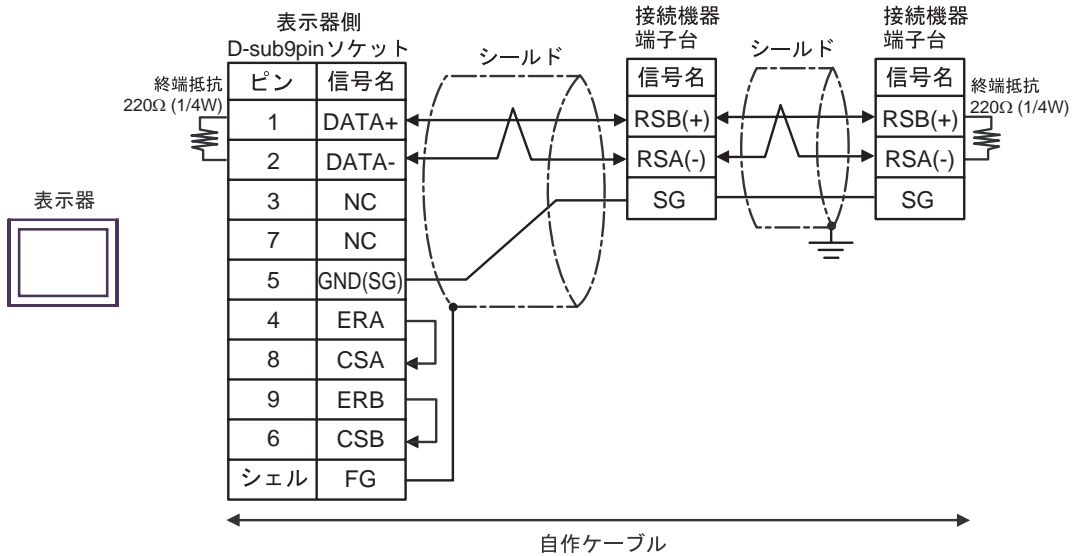 表示器側
D-sub9pinソケット
ピン 信号名
1 DATA+
2 DATA-
3 NC
7 NC
5 GND(SG)
4 ERA
8 CSA
9 ERB
6 CSB
シェル FG
終端抵抗
220Ω (1/4W)
表示器
シールド
接続機器
端子台
信号名
RSB(+)
RSA(-)
SG
シールド
接続機器
端子台
信号名
RSB(+)
RSA(-)
SG
終端抵抗
220Ω (1/4W)
自作ケーブル